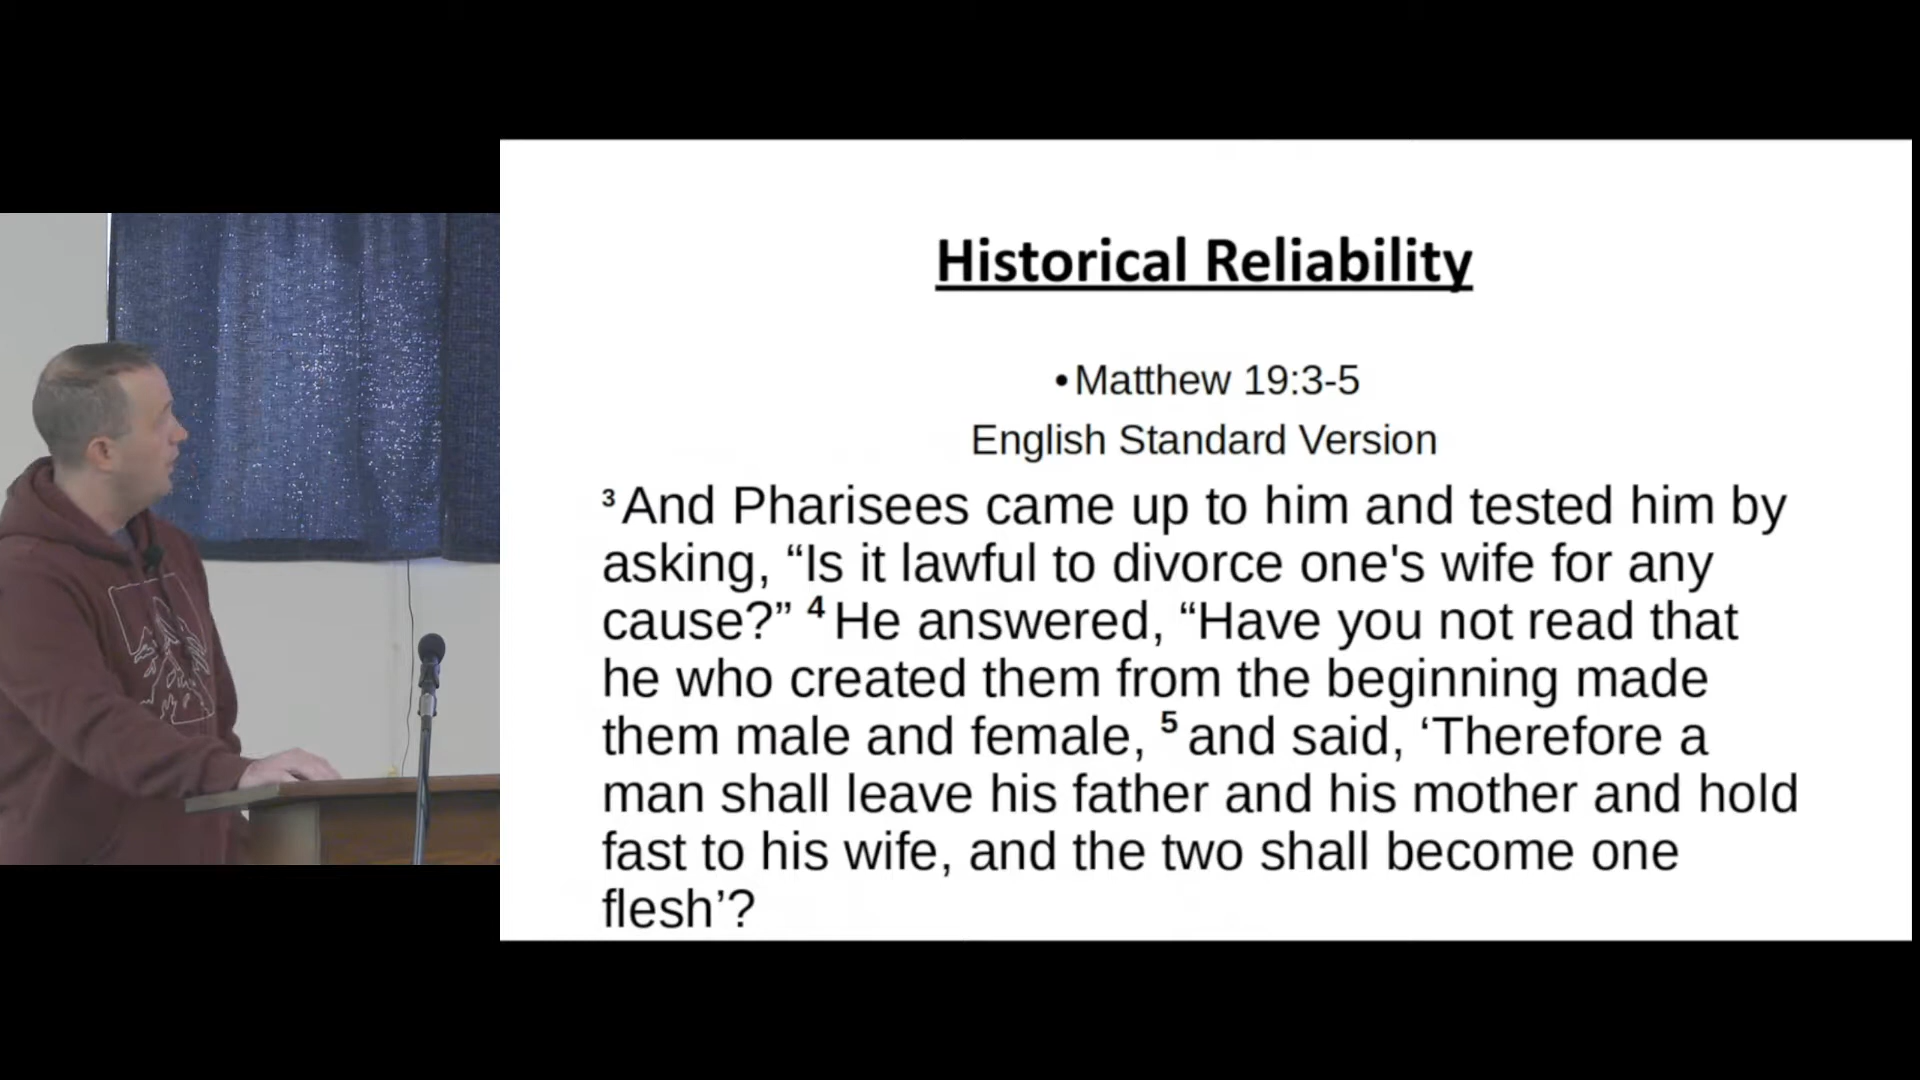 Historical Reliability
•Matthew 19:3-5
English Standard Version
³ And Pharisees came up to him and tested him by
asking, “Is it lawful to divorce one's wife for any
cause?” ⁴ He answered, “Have you not read that
he who created them from the beginning made
them male and female, ⁵ and said, ‘Therefore a
man shall leave his father and his mother and hold
fast to his wife, and the two shall become one
flesh’?